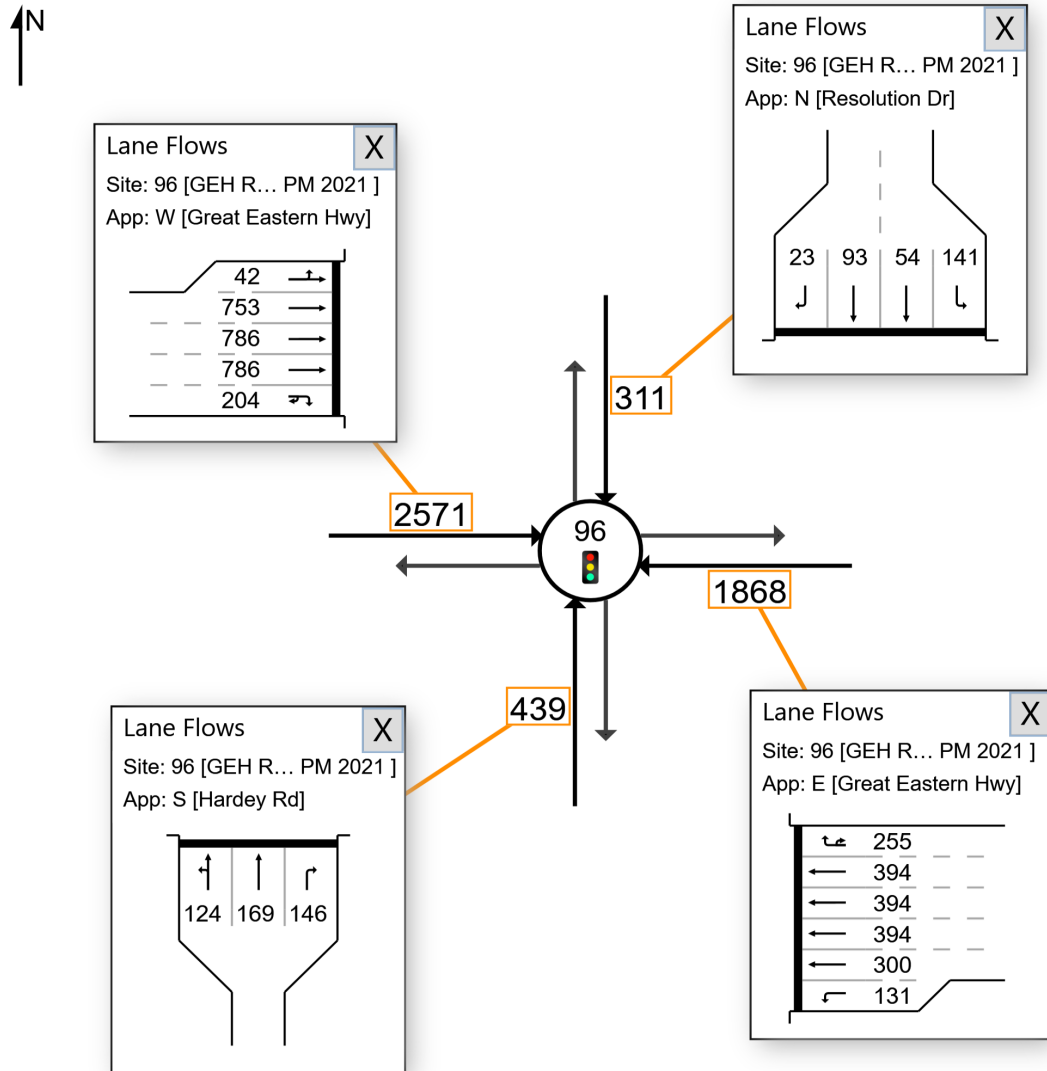 N
Lane Flows X
Site: 96 [GEH R... PM 2021 ]
App: N [Resolution Dr]
23 93 54 141
Lane Flows X
Site: 96 [GEH R... PM 2021 ]
App: W [Great Eastern Hwy]
42
753
786
786
204
311
2571
96
1868
439
Lane Flows X
Site: 96 [GEH R... PM 2021 ]
App: S [Hardey Rd]
124 169 146
Lane Flows X
Site: 96 [GEH R... PM 2021 ]
App: E [Great Eastern Hwy]
255
394
394
394
300
131